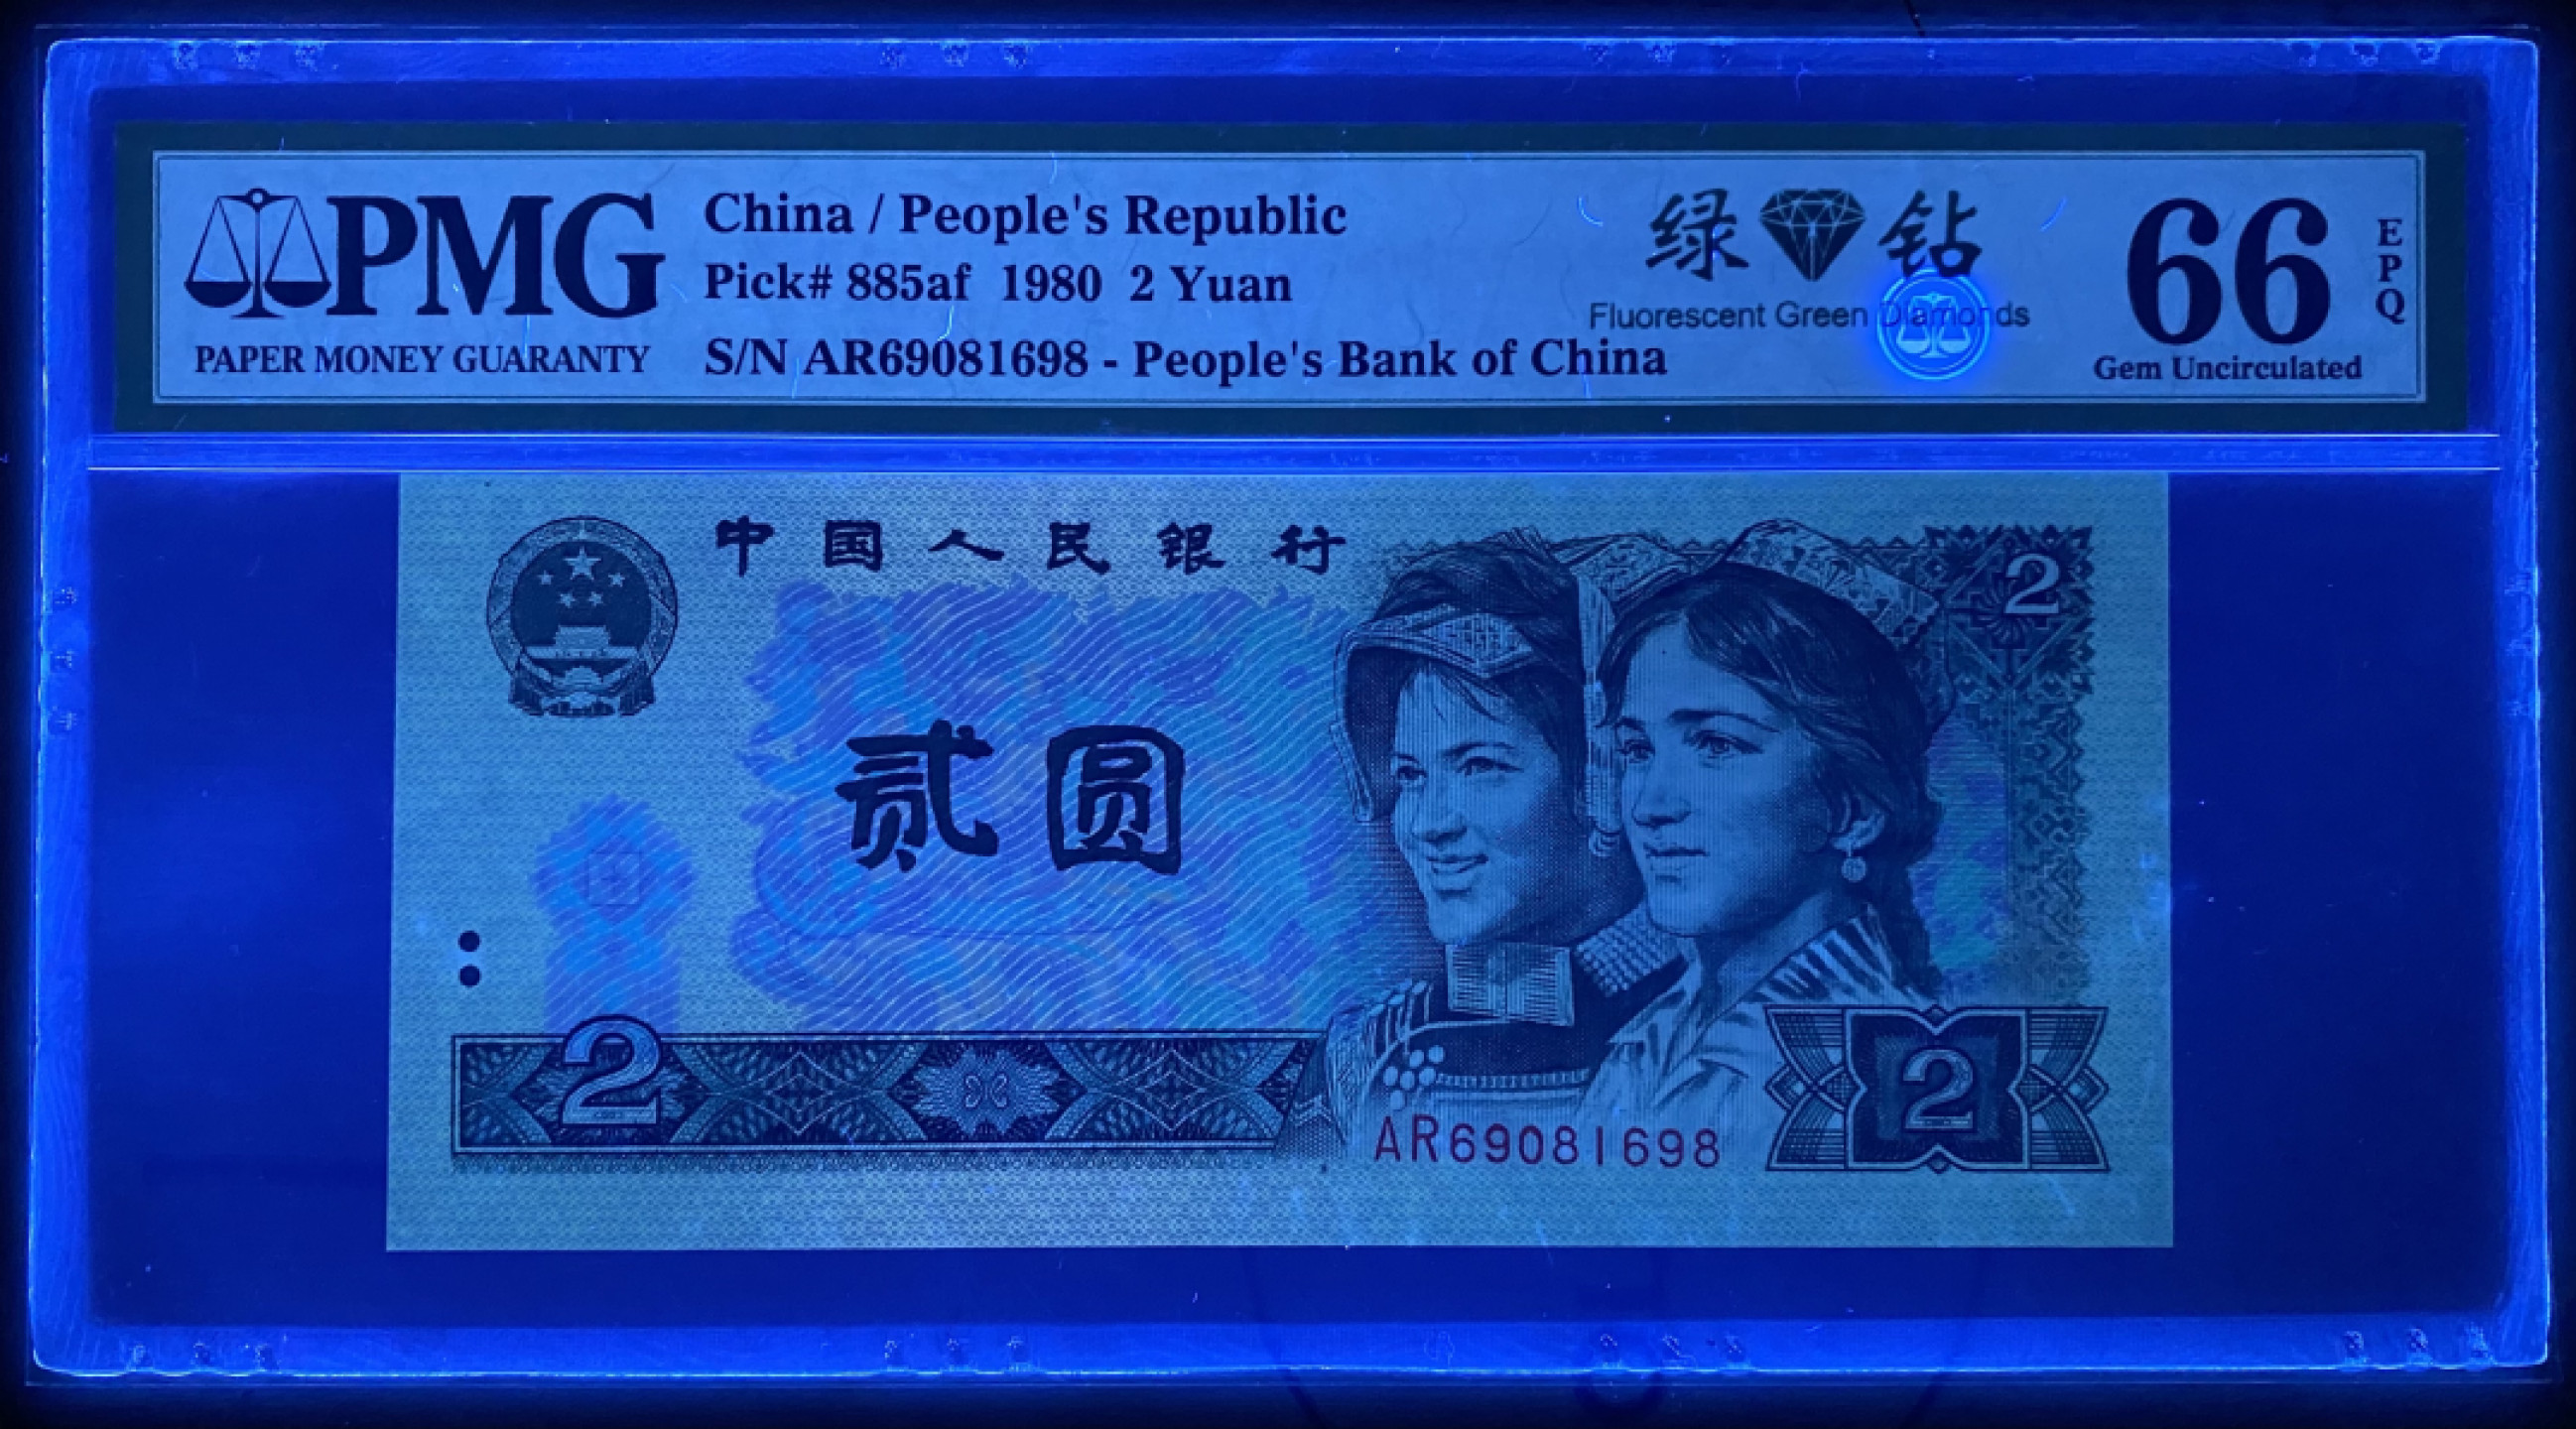 PMG
PAPER MONEY GUARANTY
China / People's Republic
Pick# 885af 1980 2 Yuan
S/N AR69081698 - People's Bank of China
绿钻
Fluorescent Green Diamonds
66
EPQ
Gem Uncirculated
中国人民银行
2
贰圆
2
AR69081698
2